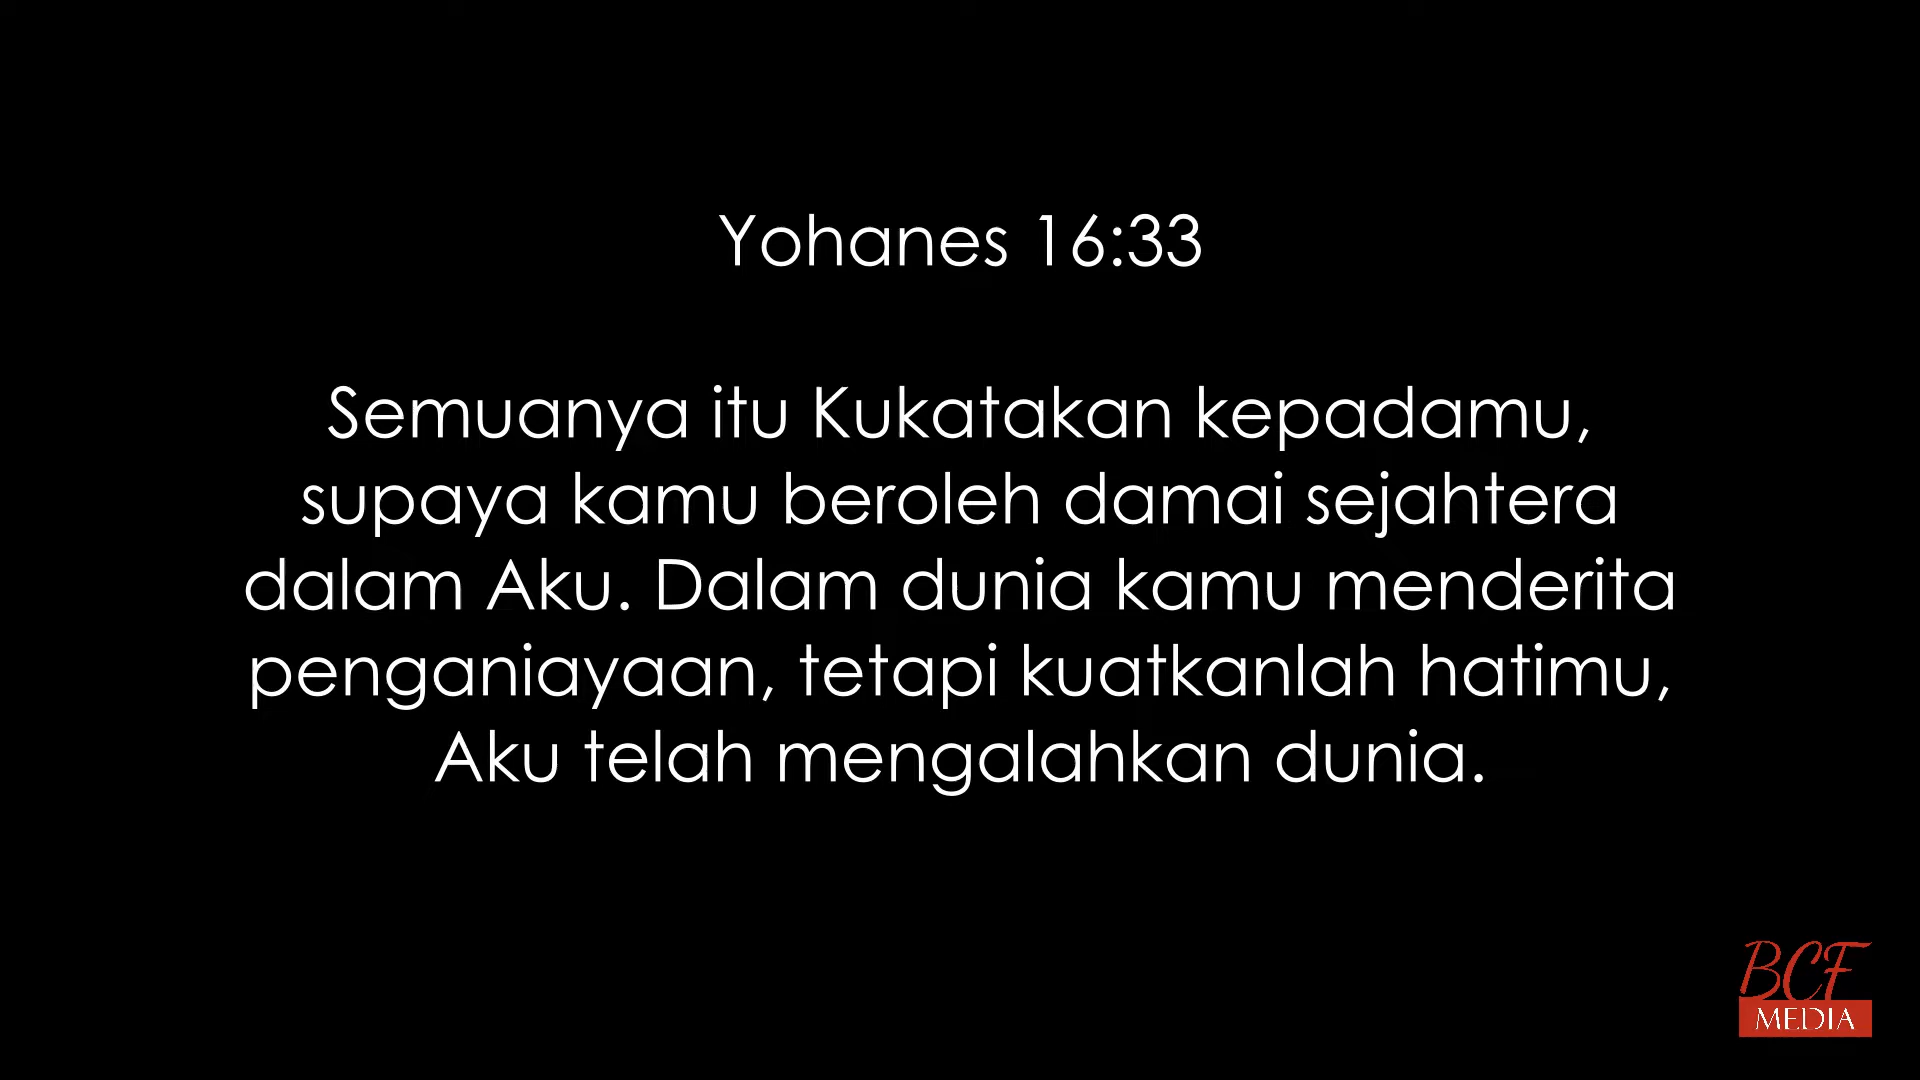 Yohanes 16:33
Semuanya itu Kukatakan kepadamu,
supaya kamu beroleh damai sejahtera
dalam Aku. Dalam dunia kamu menderita
penganiayaan, tetapi kuatkanlah hatimu,
Aku telah mengalahkan dunia.
BCF
MEDIA